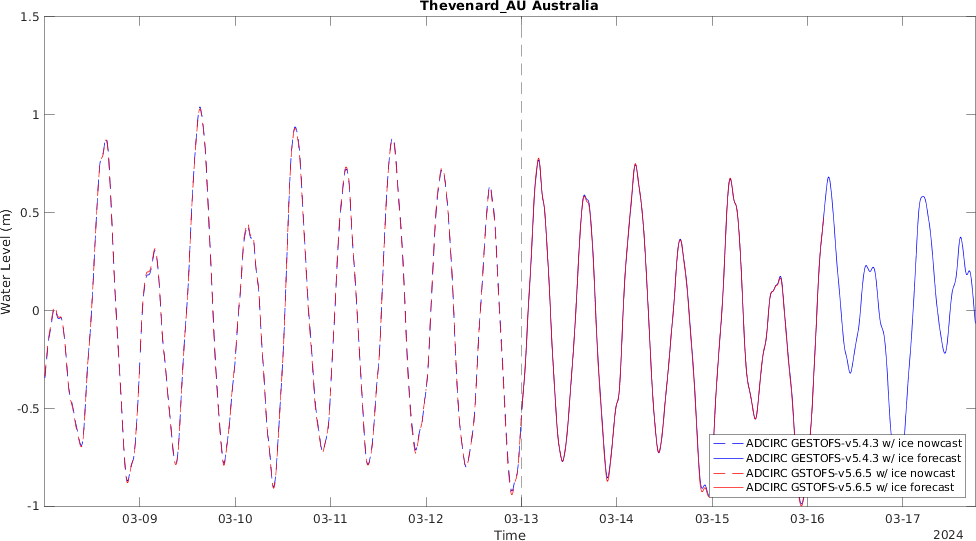 Thevenard_AU Australia
1.5
1
0.5
0
-0.5
-1
Water Level (m)
03-09 03-10 03-11 03-12 03-13 03-14 03-15 03-16 03-17
Time
2024
ADCIRC GESTOFS-v5.4.3 w/ ice nowcast
ADCIRC GESTOFS-v5.4.3 w/ ice forecast
ADCIRC GSTOFS-v5.6.5 w/ ice nowcast
ADCIRC GSTOFS-v5.6.5 w/ ice forecast